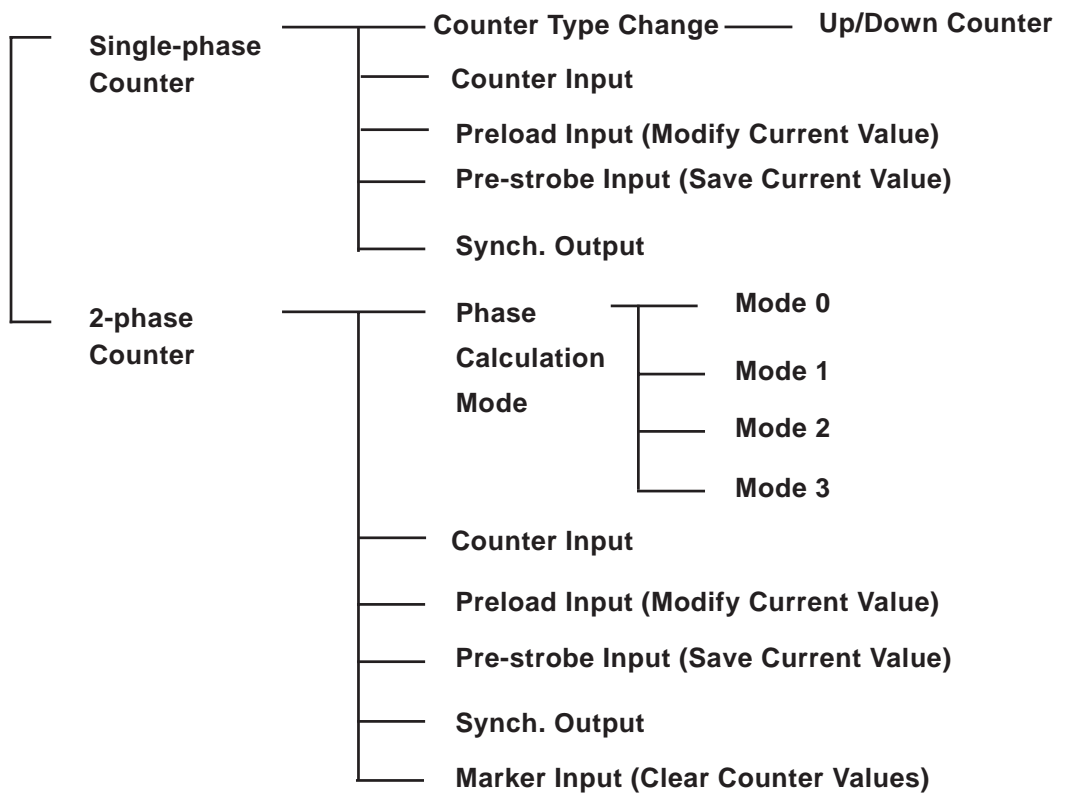 Single-phase
Counter
Counter Type Change
Up/Down Counter
Counter Input
Preload Input (Modify Current Value)
Pre-strobe Input (Save Current Value)
Synch. Output
2-phase
Counter
Phase
Calculation
Mode
Mode 0
Mode 1
Mode 2
Mode 3
Counter Input
Preload Input (Modify Current Value)
Pre-strobe Input (Save Current Value)
Synch. Output
Marker Input (Clear Counter Values)